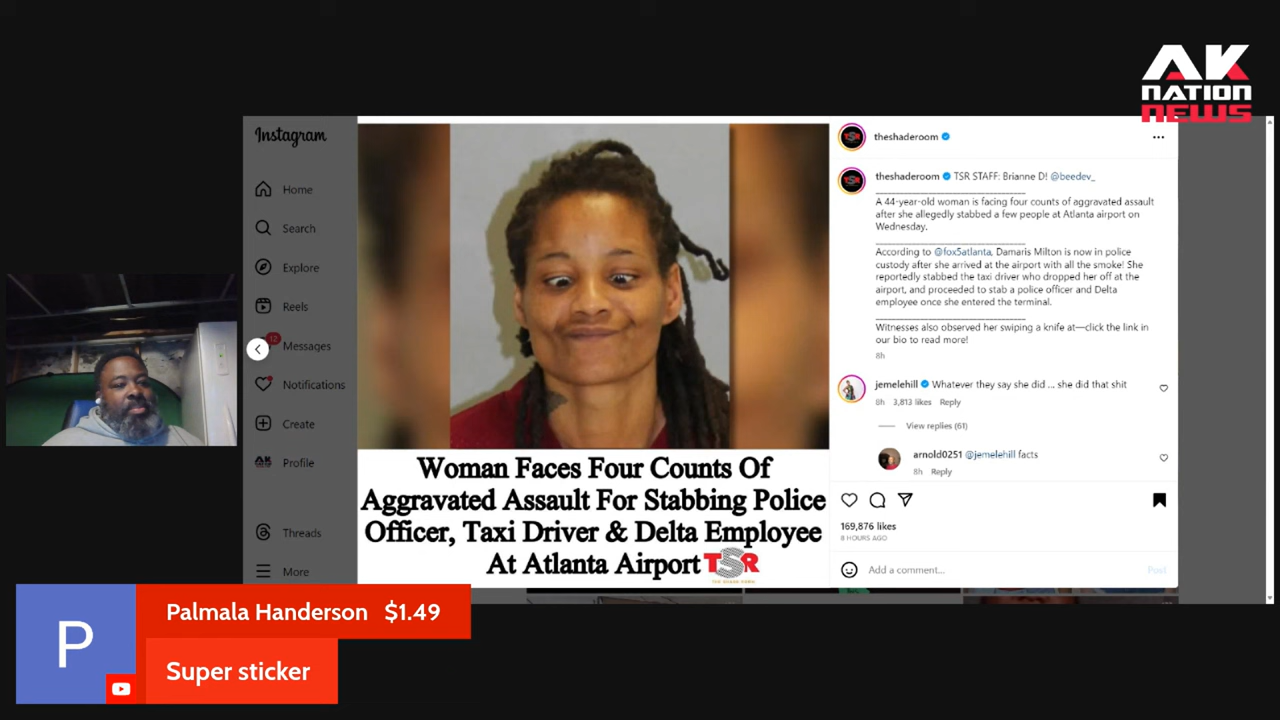 AK
NATION
NEWS
Instagram
Home
Search
Explore
Reels
12
Messages
Notifications
Create
Profile
Threads
More
Woman Faces Four Counts Of
Aggravated Assault For Stabbing Police
Officer, Taxi Driver & Delta Employee
At Atlanta Airport TSR
theshaderoom
theshaderoom TSR STAFF: Brianne D! @beedev_
A 44-year-old woman is facing four counts of aggravated assault
after she allegedly stabbed a few people at Atlanta airport on
Wednesday.
According to @fox5atlanta, Damaris Milton is now in police
custody after she arrived at the airport with all the smoke! She
reportedly stabbed the taxi driver who dropped her off at the
airport, and proceeded to stab a police officer and Delta
employee once she entered the terminal.
Witnesses also observed her swiping a knife at—click the link in
our bio to read more!
8h
jemelehill Whatever they say she did ... she did that shit
8h 3,813 likes Reply
View replies (61)
arnold0251 @jemelehill facts
8h Reply
169,876 likes
8 HOURS AGO
Add a comment...
Post
P
Palmala Handerson $1.49
Super sticker